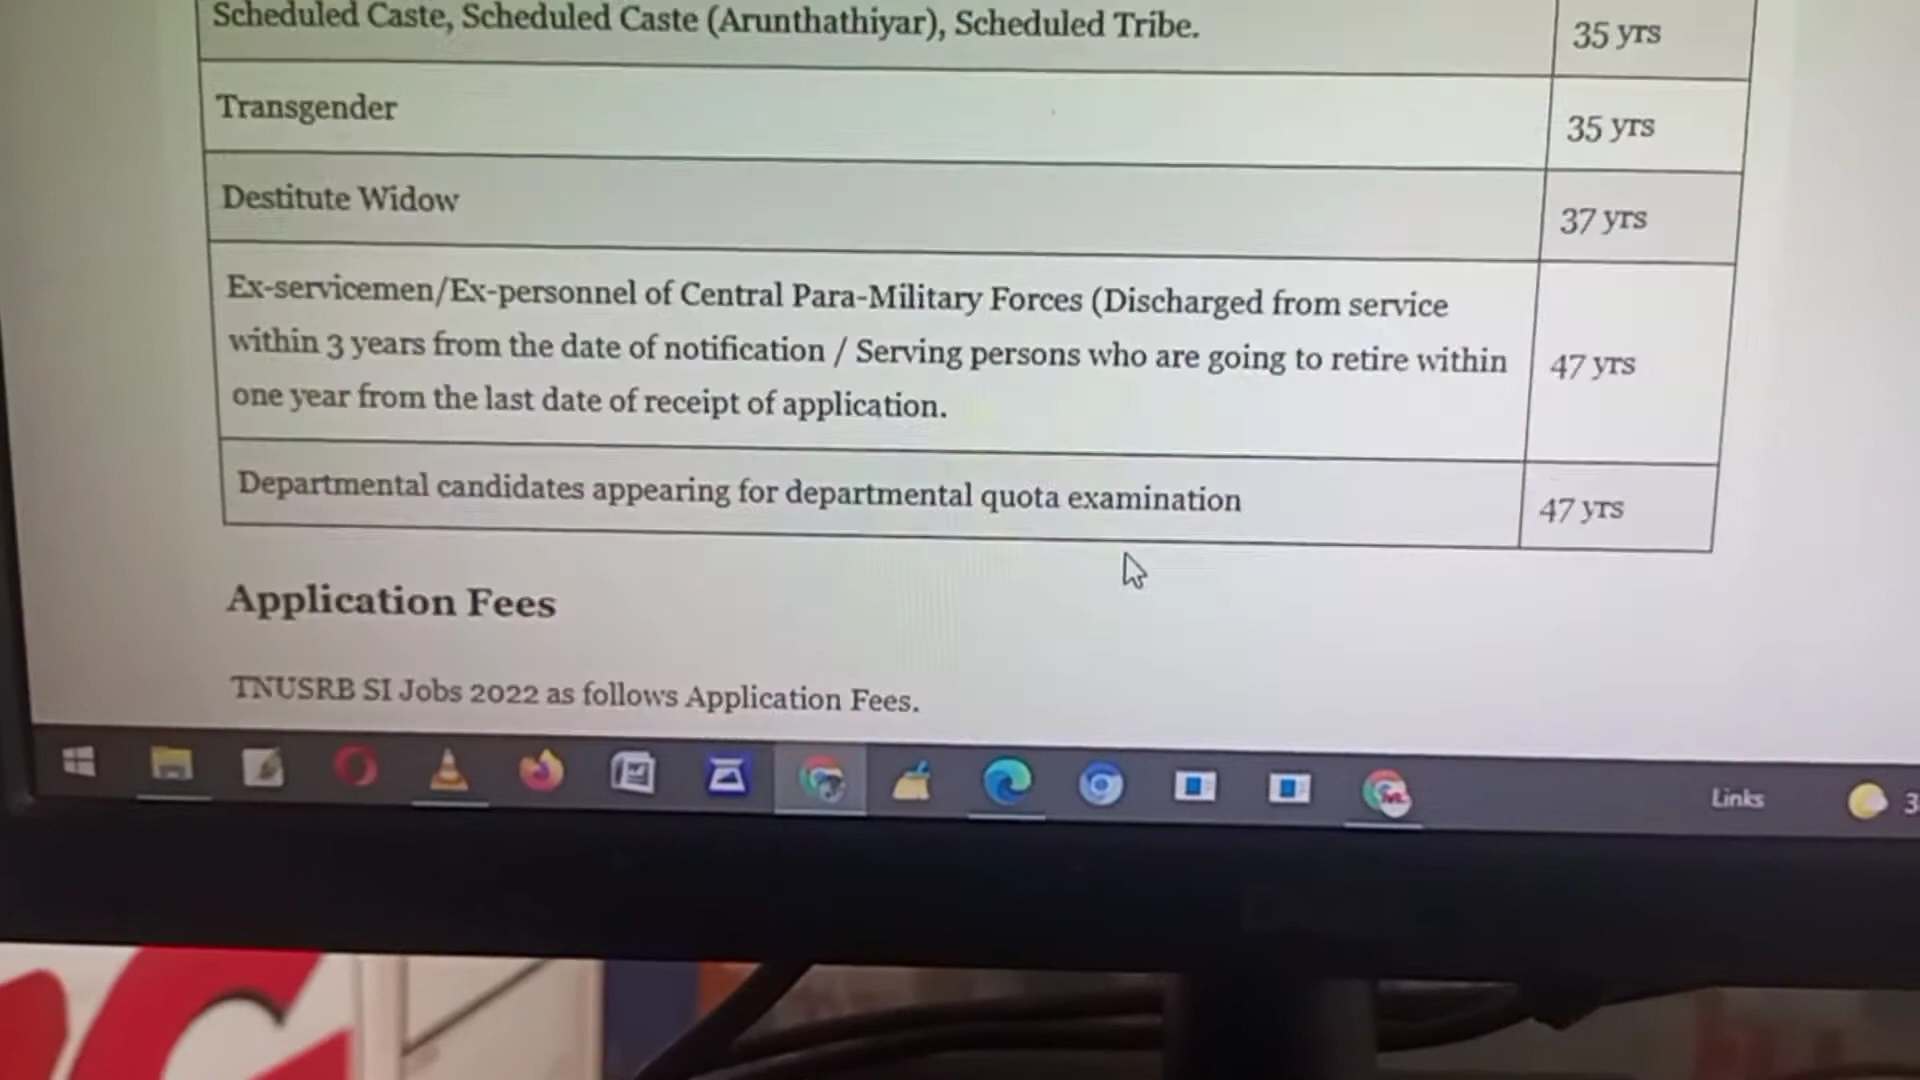 Scheduled Caste, Scheduled Caste (Arunthathiyar), Scheduled Tribe.
35 yrs
Transgender
35 yrs
Destitute Widow
37 yrs
Ex-servicemen/Ex-personnel of Central Para-Military Forces (Discharged from service
within 3 years from the date of notification / Serving persons who are going to retire within
one year from the last date of receipt of application.
47 yrs
Departmental candidates appearing for departmental quota examination
47 yrs
Application Fees
TNUSRB SI Jobs 2022 as follows Application Fees.
Links